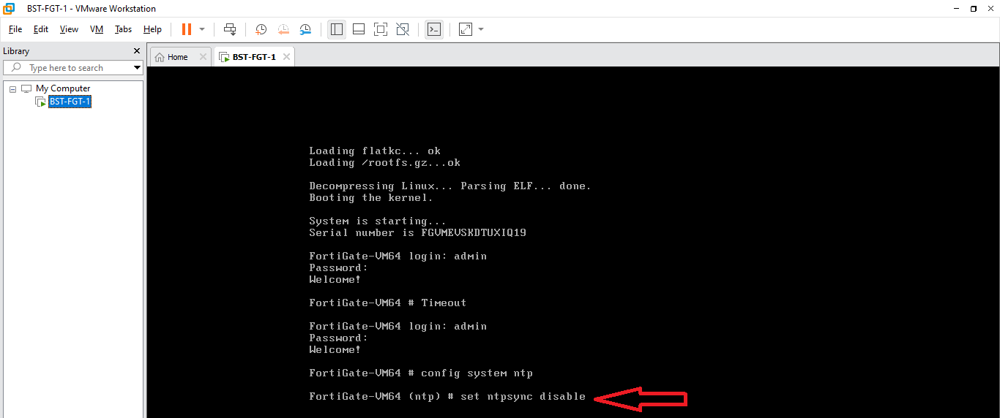 BST-FGT-1 - VMware Workstation
File Edit View VM Tabs Help
Library
Home
BST-FGT-1
Type here to search
My Computer
BST-FGT-1
Loading flatkc... ok
Loading /rootfs.gz...ok
Decompressing Linux... Parsing ELF... done.
Booting the kernel.
System is starting...
Serial number is FGVMEVSKDTUXIQ19
FortiGate-VM64 login: admin
Password:
Welcome!
FortiGate-VM64 # Timeout
FortiGate-VM64 login: admin
Password:
Welcome!
FortiGate-VM64 # config system ntp
FortiGate-VM64 (ntp) # set ntpsync disable